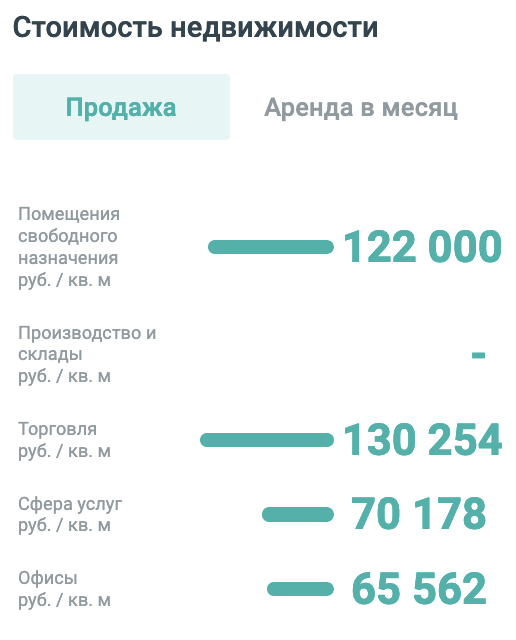 Стоимость недвижимости
Продажа
Аренда в месяц
Помещения
свободного
назначения
руб. / кв. м
122 000
Производство и
склады
руб. / кв. м
-
Торговля
руб. / кв. м
130 254
Сфера услуг
руб. / кв. м
70 178
Офисы
руб. / кв. м
65 562